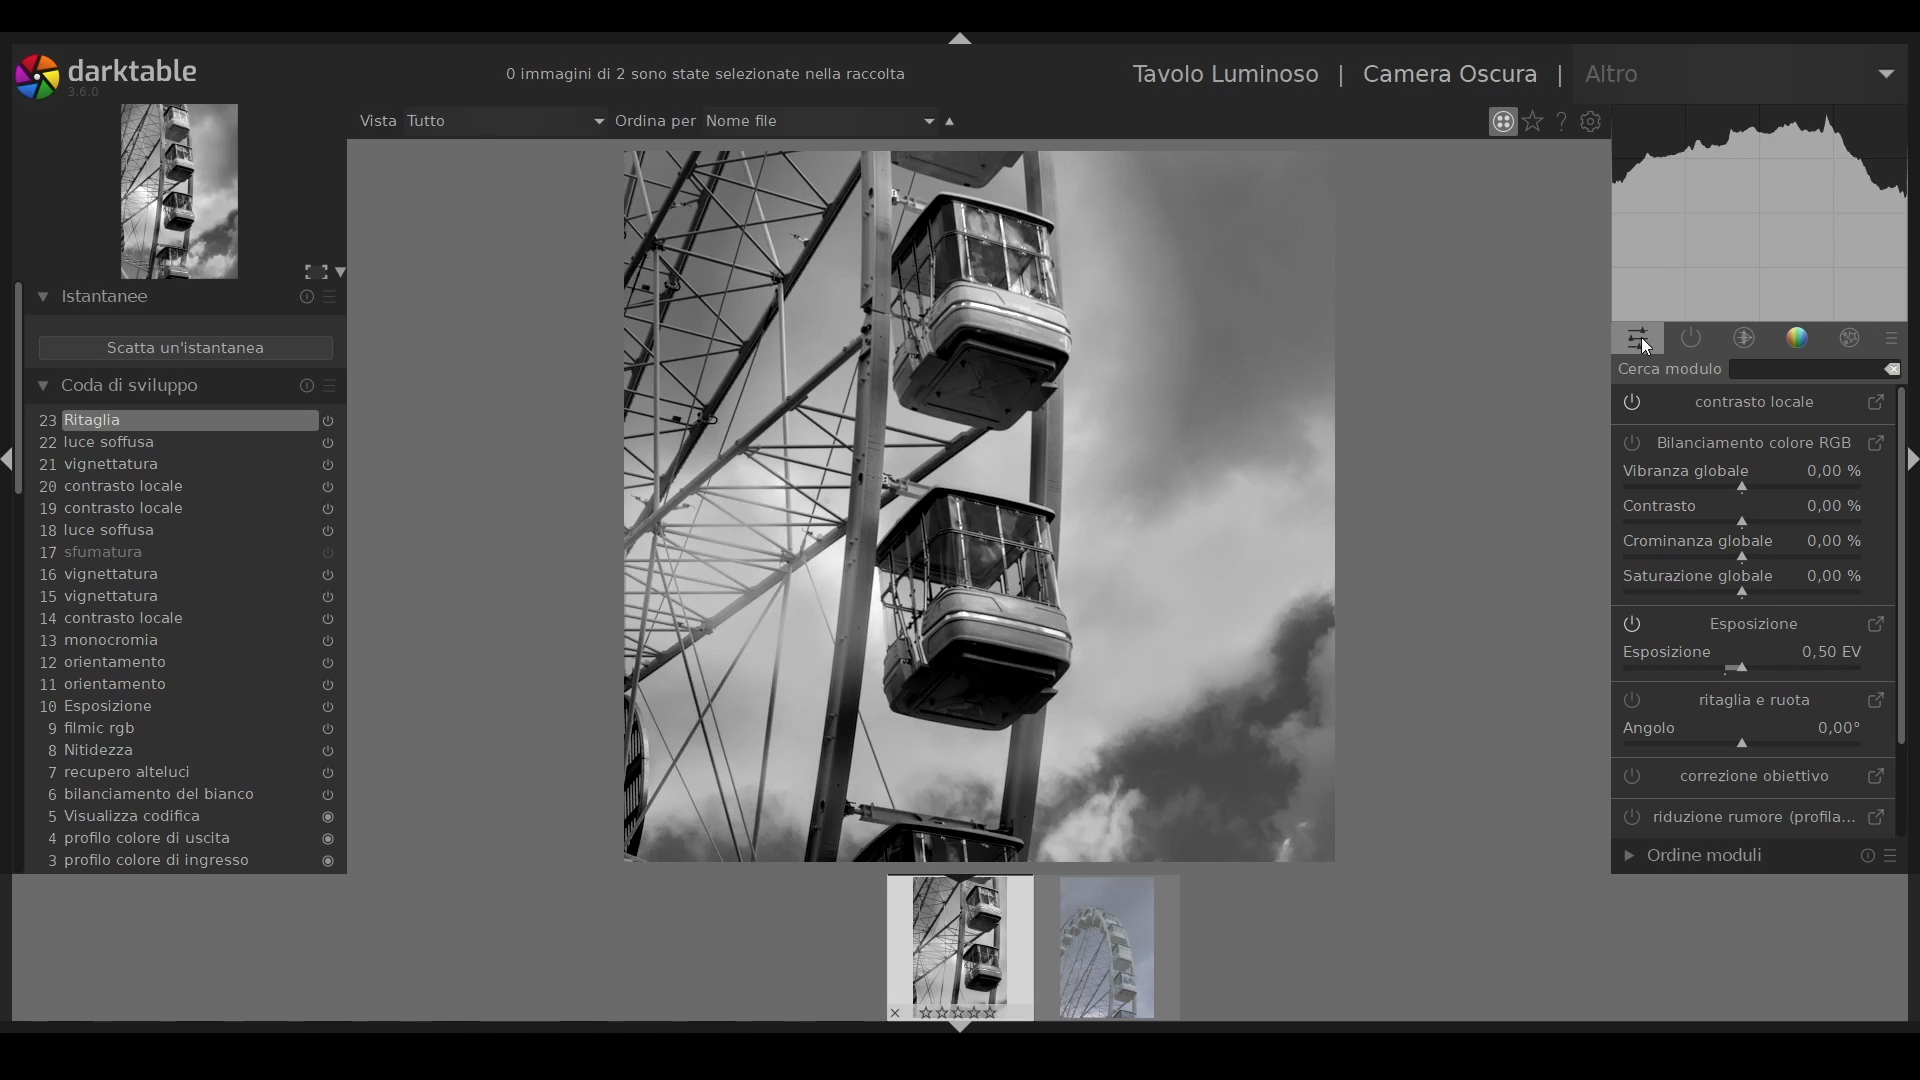 darktable
3.6.0
0 immagini di 2 sono state selezionate nella raccolta
Tavolo Luminoso | Camera Oscura | Altro
Vista Tutto Ordina per Nome file
?
Istantanee
Scatta un'istantanea
Coda di sviluppo
23 Ritaglia
22 luce soffusa
21 vignettatura
20 contrasto locale
19 contrasto locale
18 luce soffusa
17 sfumatura
16 vignettatura
15 vignettatura
14 contrasto locale
13 monocromia
12 orientamento
11 orientamento
10 Esposizione
9 filmic rgb
8 Nitidezza
7 recupero alteluci
6 bilanciamento del bianco
5 Visualizza codifica
4 profilo colore di uscita
3 profilo colore di ingresso
Cerca modulo
contrasto locale
Bilanciamento colore RGB
Vibranza globale 0,00 %
Contrasto 0,00 %
Crominanza globale 0,00 %
Saturazione globale 0,00 %
Esposizione
Esposizione 0,50 EV
ritaglia e ruota
Angolo 0,00°
correzione obiettivo
riduzione rumore (profila...
Ordine moduli